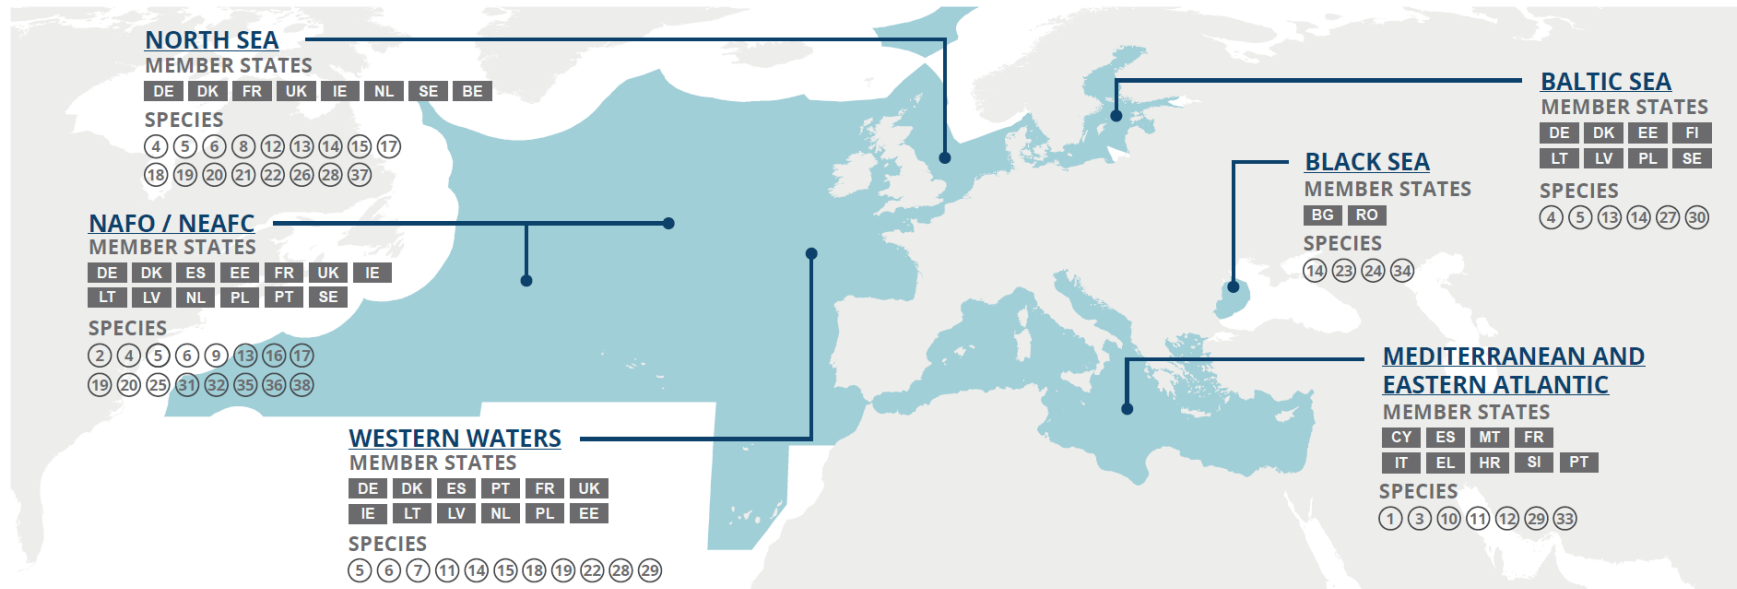 NORTH SEA
MEMBER STATES
DE DK FR UK IE NL SE BE
SPECIES
4 5 6 8 12 13 14 15 17
18 19 20 21 22 26 28 37
NAFO / NEAFC
MEMBER STATES
DE DK ES EE FR UK IE
LT LV NL PL PT SE
SPECIES
2 4 5 6 9 13 16 17
19 20 25 31 32 35 36 38
WESTERN WATERS
MEMBER STATES
DE DK ES PT FR UK
IE LT LV NL PL EE
SPECIES
5 6 7 11 14 15 18 19 22 28 29
BALTIC SEA
MEMBER STATES
DE DK EE FI
LT LV PL SE
SPECIES
4 5 13 14 27 30
BLACK SEA
MEMBER STATES
BG RO
SPECIES
14 23 24 34
MEDITERRANEAN AND
EASTERN ATLANTIC
MEMBER STATES
CY ES MT FR
IT EL HR SI PT
SPECIES
1 3 10 11 12 29 33